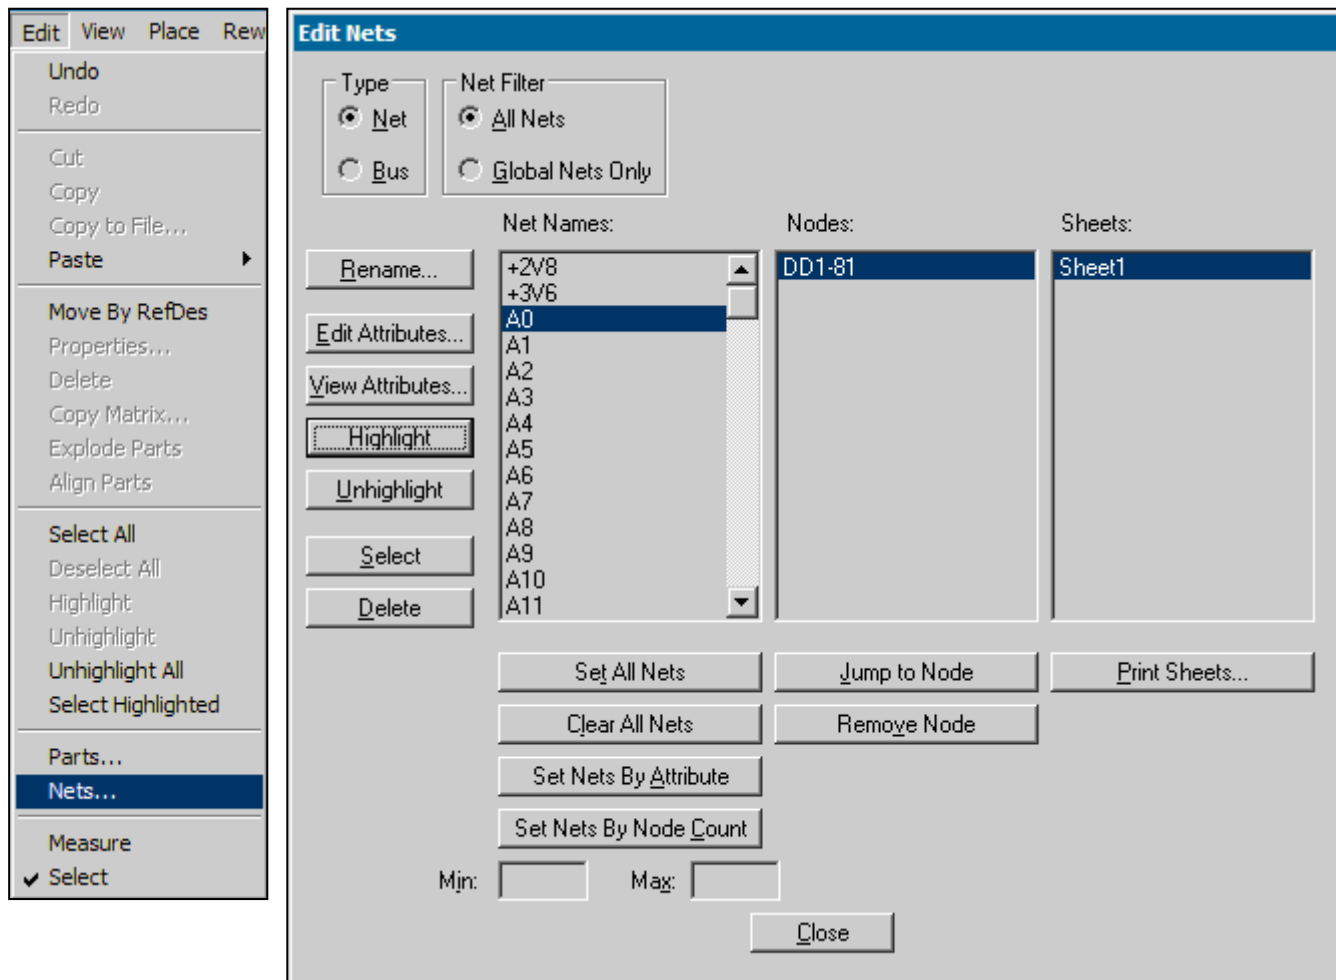 Edit View Place Rew
Undo
Redo
Cut
Copy
Copy to File...
Paste
Move By RefDes
Properties...
Delete
Copy Matrix...
Explode Parts
Align Parts
Select All
Deselect All
Highlight
Unhighlight
Unhighlight All
Select Highlighted
Parts...
Nets...
Measure
Select
Edit Nets
Type
Net
Bus
Net Filter
All Nets
Global Nets Only
Rename...
Edit Attributes...
View Attributes...
Highlight
Unhighlight
Select
Delete
Net Names:
+2V8
+3V6
A0
A1
A2
A3
A4
A5
A6
A7
A8
A9
A10
A11
Nodes:
DD1-81
Sheets:
Sheet1
Set All Nets
Jump to Node
Print Sheets...
Clear All Nets
Remove Node
Set Nets By Attribute
Set Nets By Node Count
Min: Max:
Close